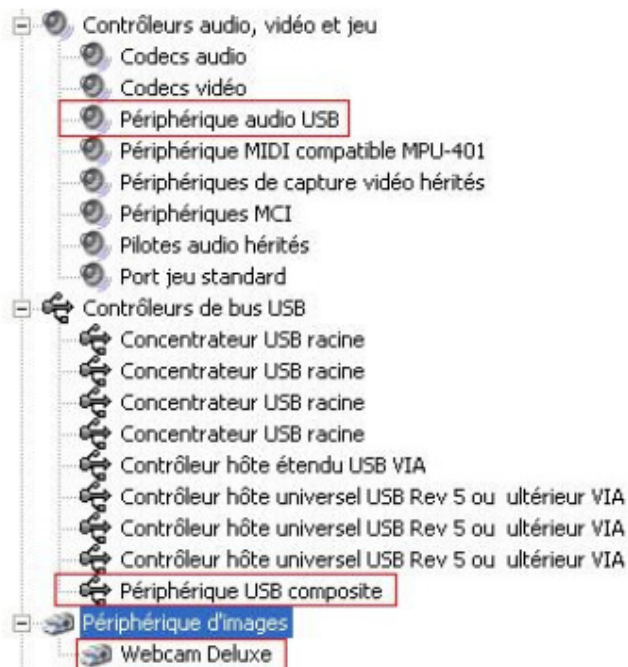 Contrôleurs audio, vidéo et jeu
Codecs audio
Codecs vidéo
Périphérique audio USB
Périphérique MIDI compatible MPU-401
Périphériques de capture vidéo hérités
Périphériques MCI
Pilotes audio hérités
Port jeu standard
Contrôleurs de bus USB
Concentrateur USB racine
Concentrateur USB racine
Concentrateur USB racine
Concentrateur USB racine
Contrôleur hôte étendu USB VIA
Contrôleur hôte universel USB Rev 5 ou ultérieur VIA
Contrôleur hôte universel USB Rev 5 ou ultérieur VIA
Contrôleur hôte universel USB Rev 5 ou ultérieur VIA
Périphérique USB composite
Périphérique d'images
Webcam Deluxe